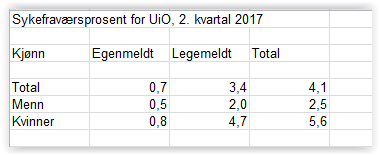 Sykefraværsprosent for UiO, 2. kvartal 2017
Kjønn Egenmeldt Legemeldt Total
Total 0,7 3,4 4,1
Menn 0,5 2,0 2,5
Kvinner 0,8 4,7 5,6